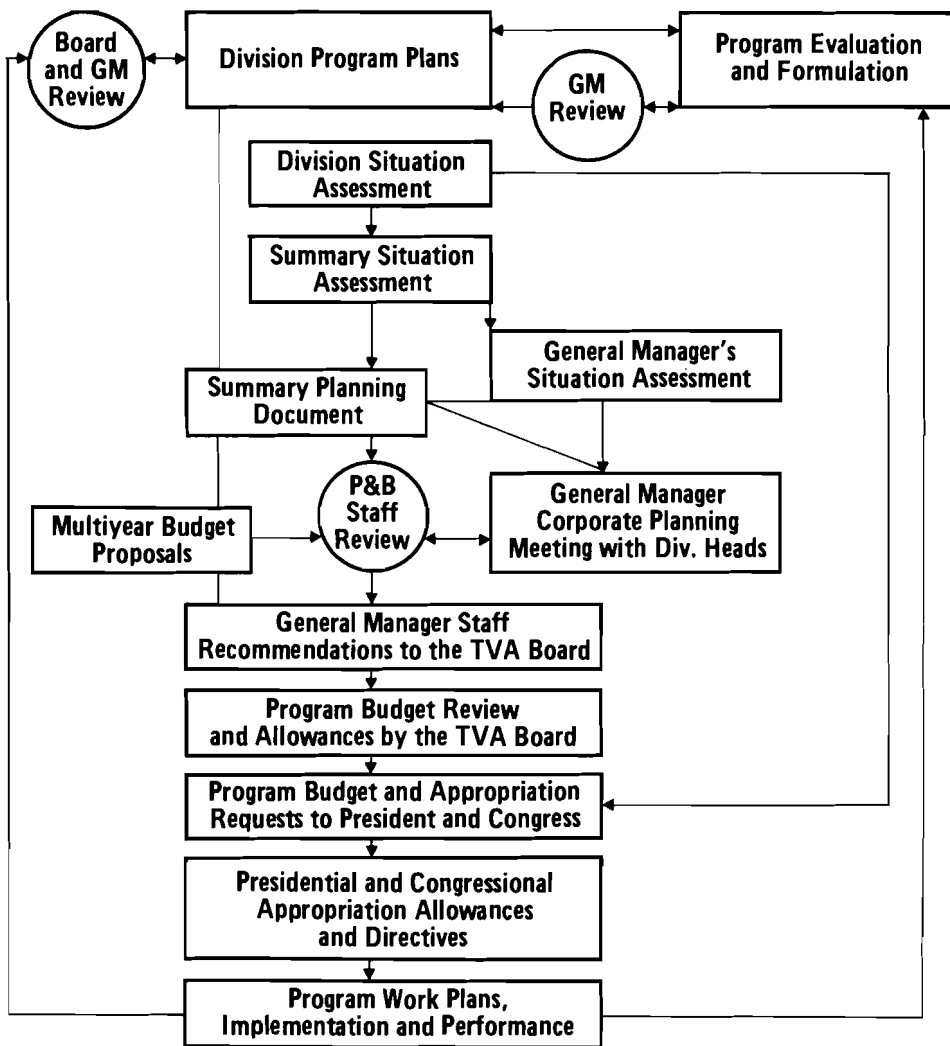 Board
and GM
Review
Division Program Plans
GM
Review
Program Evaluation
and Formulation
Division Situation
Assessment
Summary Situation
Assessment
General Manager's
Situation Assessment
Summary Planning
Document
P&B
Staff
Review
General Manager
Corporate Planning
Meeting with Div. Heads
Multiyear Budget
Proposals
General Manager Staff
Recommendations to the TVA Board
Program Budget Review
and Allowances by the TVA Board
Program Budget and Appropriation
Requests to President and Congress
Presidential and Congressional
Appropriation Allowances
and Directives
Program Work Plans,
Implementation and Performance